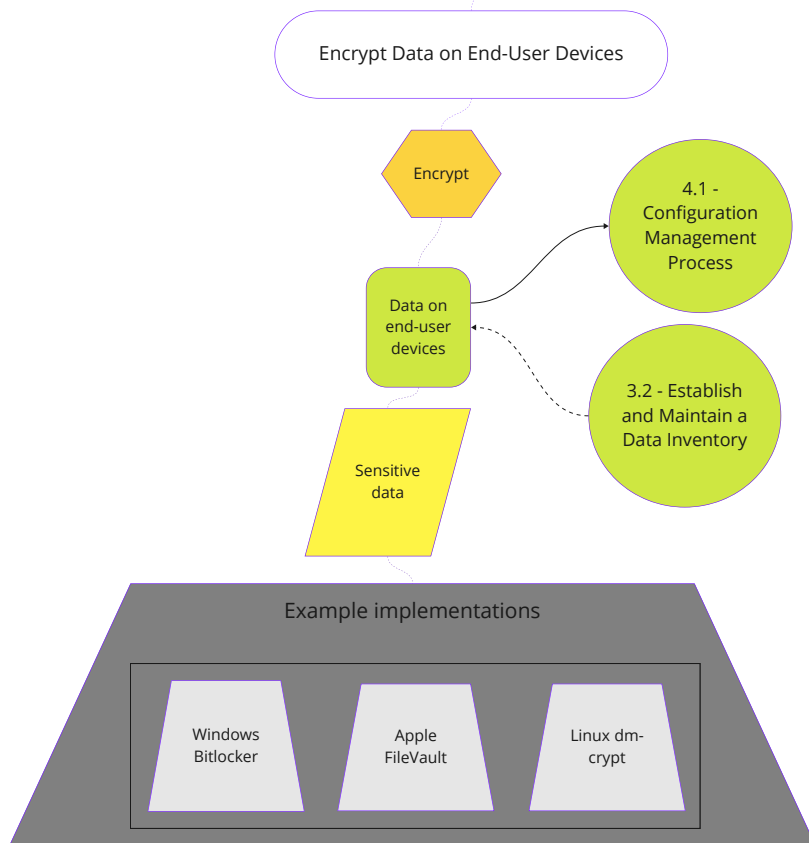 Encrypt Data on End-User Devices
Encrypt
4.1 -
Configuration
Management
Process
Data on
end-user
devices
3.2 - Establish
and Maintain a
Data Inventory
Sensitive
data
Example implementations
Windows
Bitlocker
Apple
FileVault
Linux dm-
crypt